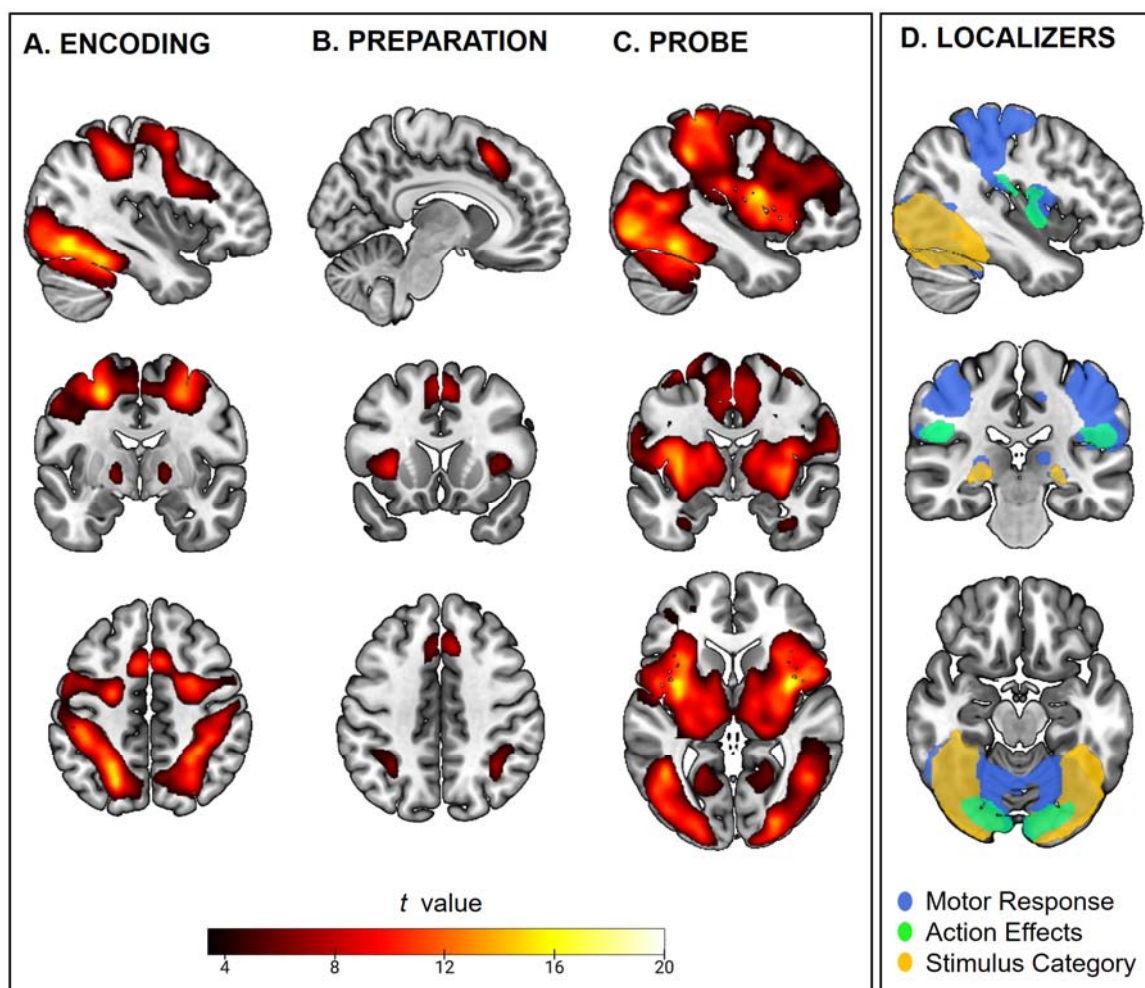 A. ENCODING
B. PREPARATION
C. PROBE
D. LOCALIZERS
t value
4
8
12
16
20
Motor Response
Action Effects
Stimulus Category